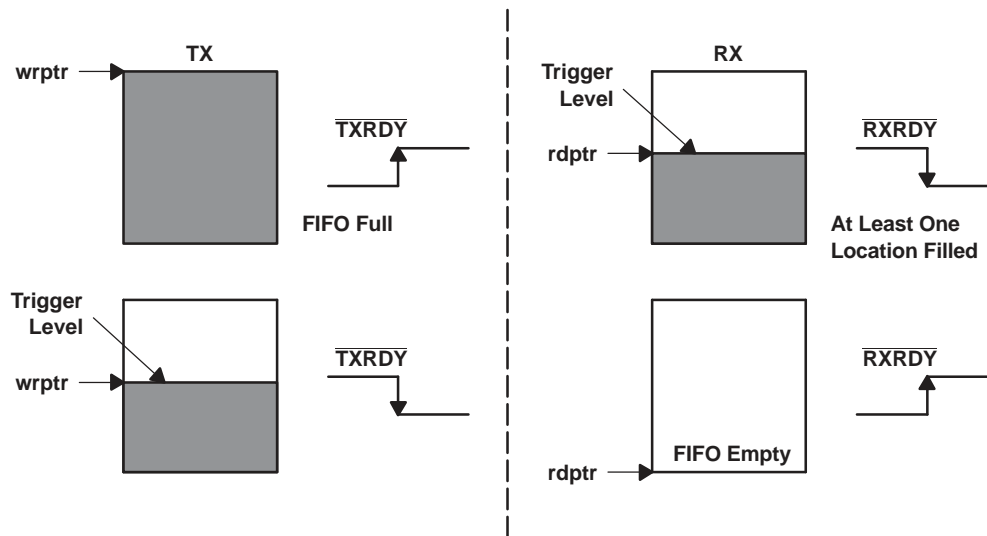 TX
wrptr
TXRDY
FIFO Full
Trigger
Level
wrptr
TXRDY
RX
Trigger
Level
rdptr
RXRDY
At Least One
Location Filled
RXRDY
FIFO Empty
rdptr